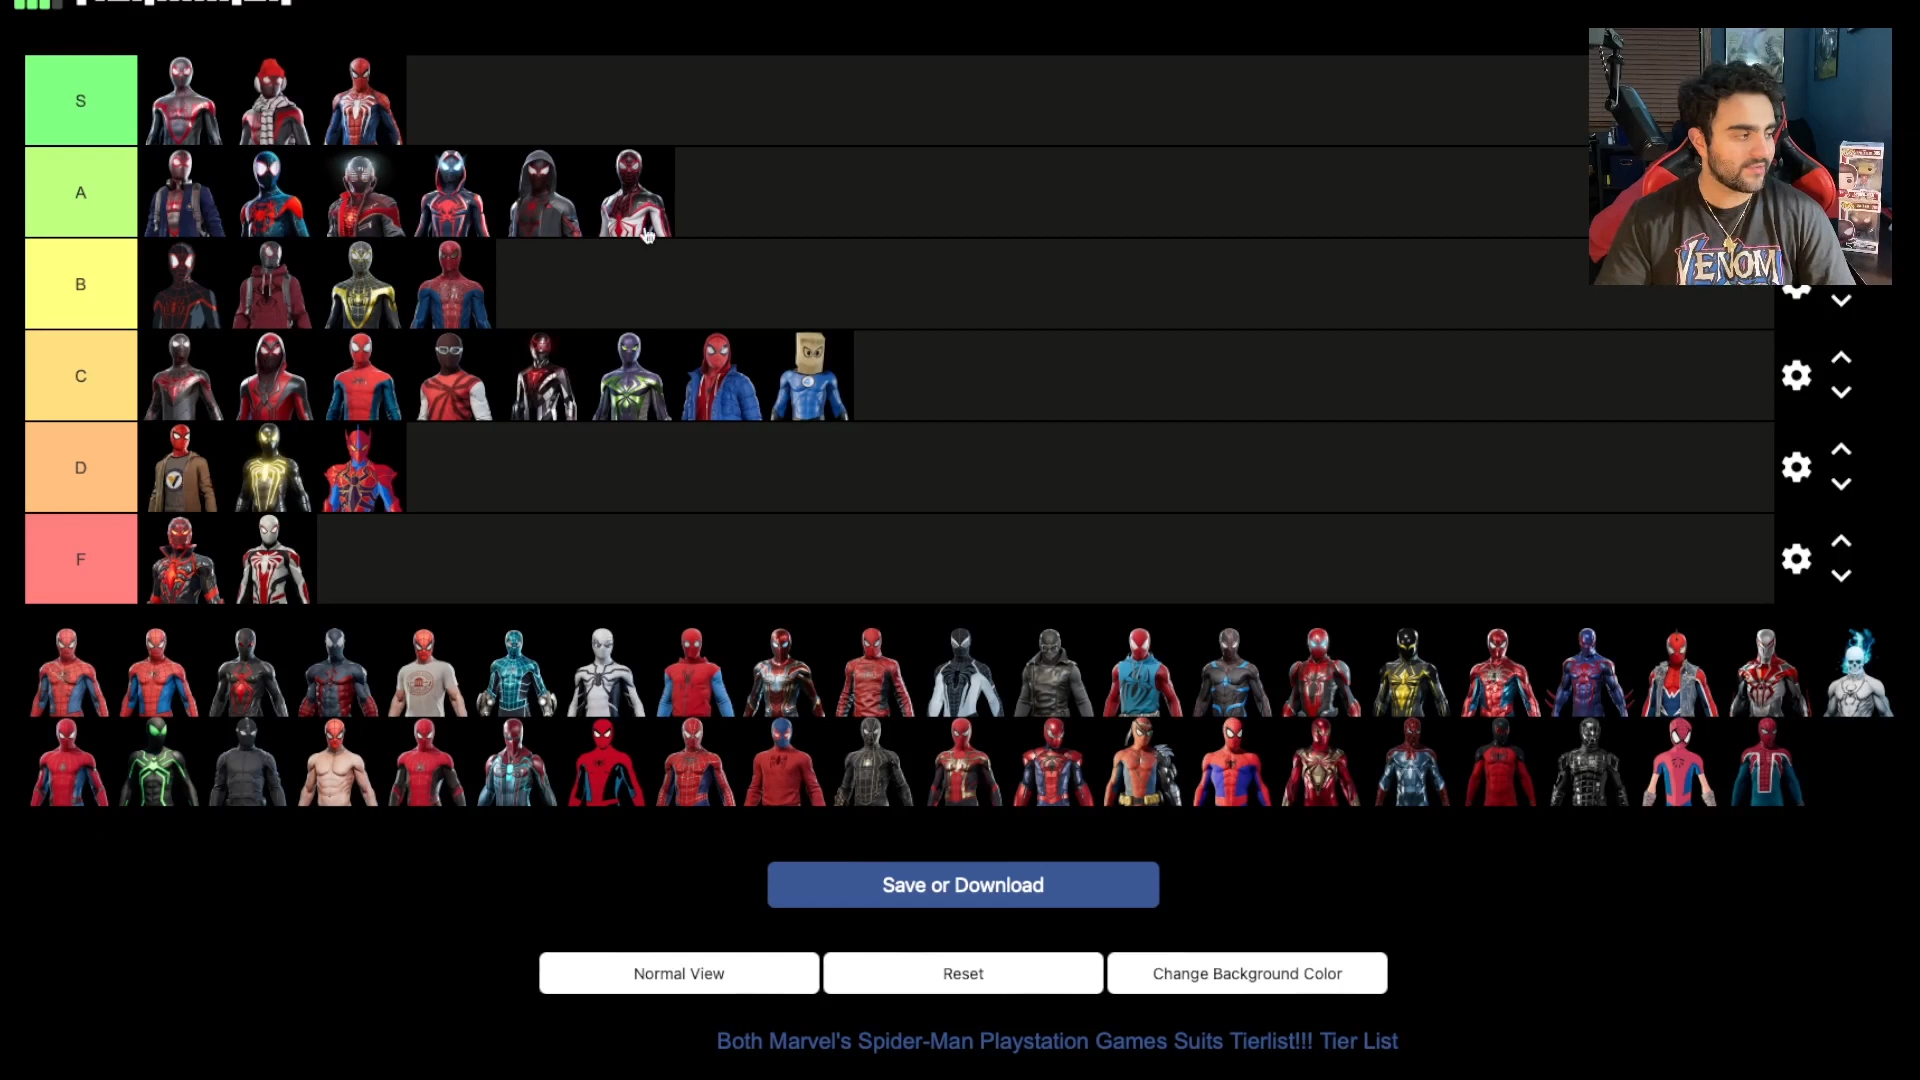 S
A
B
C
D
F
VENOM
Save or Download
Normal View
Reset
Change Background Color
Both Marvel's Spider-Man Playstation Games Suits Tierlist!!! Tier List